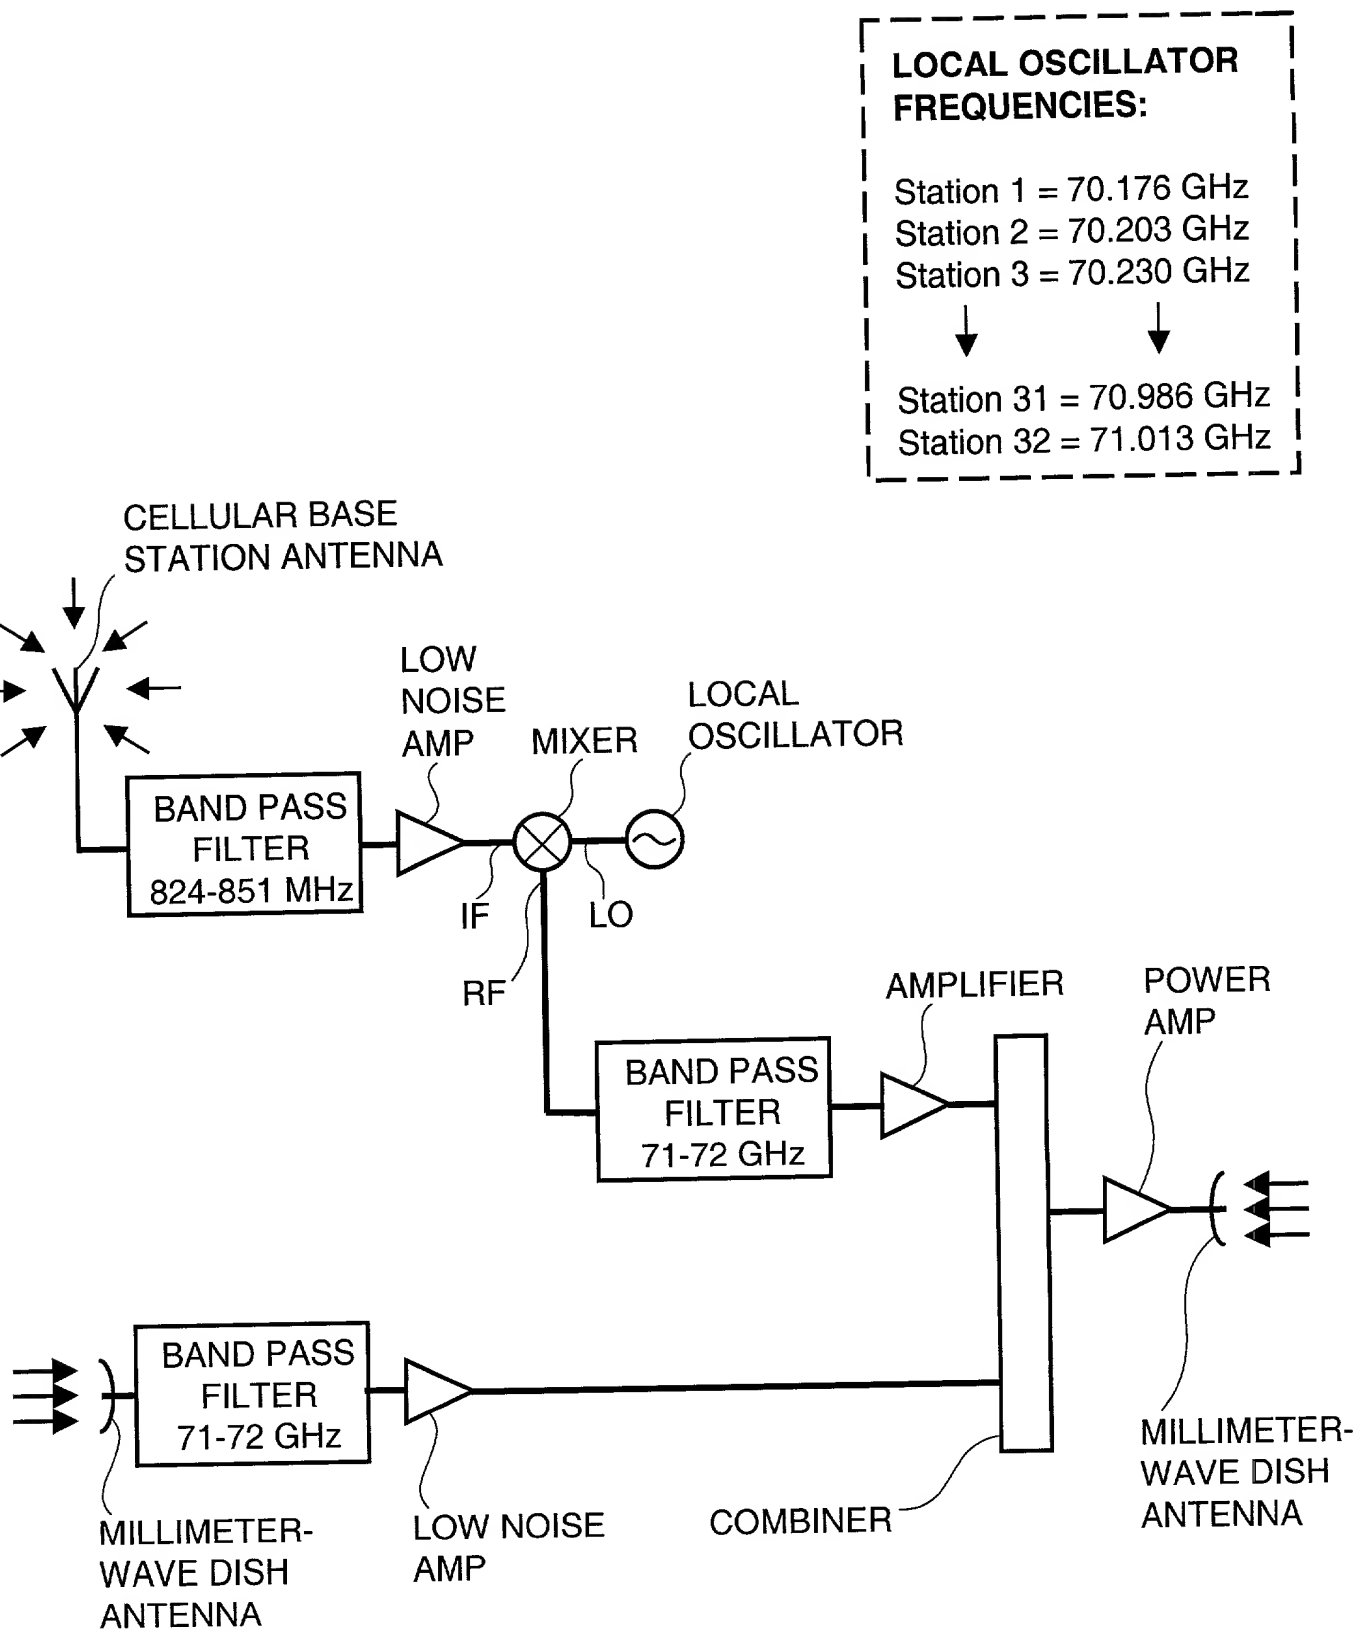 LOCAL OSCILLATOR
FREQUENCIES:
Station 1 = 70.176 GHz
Station 2 = 70.203 GHz
Station 3 = 70.230 GHz
Station 31 = 70.986 GHz
Station 32 = 71.013 GHz
CELLULAR BASE
STATION ANTENNA
LOW
NOISE
AMP
MIXER
LOCAL
OSCILLATOR
BAND PASS
FILTER
824-851 MHz
IF
LO
RF
AMPLIFIER
POWER
AMP
BAND PASS
FILTER
71-72 GHz
BAND PASS
FILTER
71-72 GHz
MILLIMETER-
WAVE DISH
ANTENNA
LOW NOISE
AMP
COMBINER
MILLIMETER-
WAVE DISH
ANTENNA